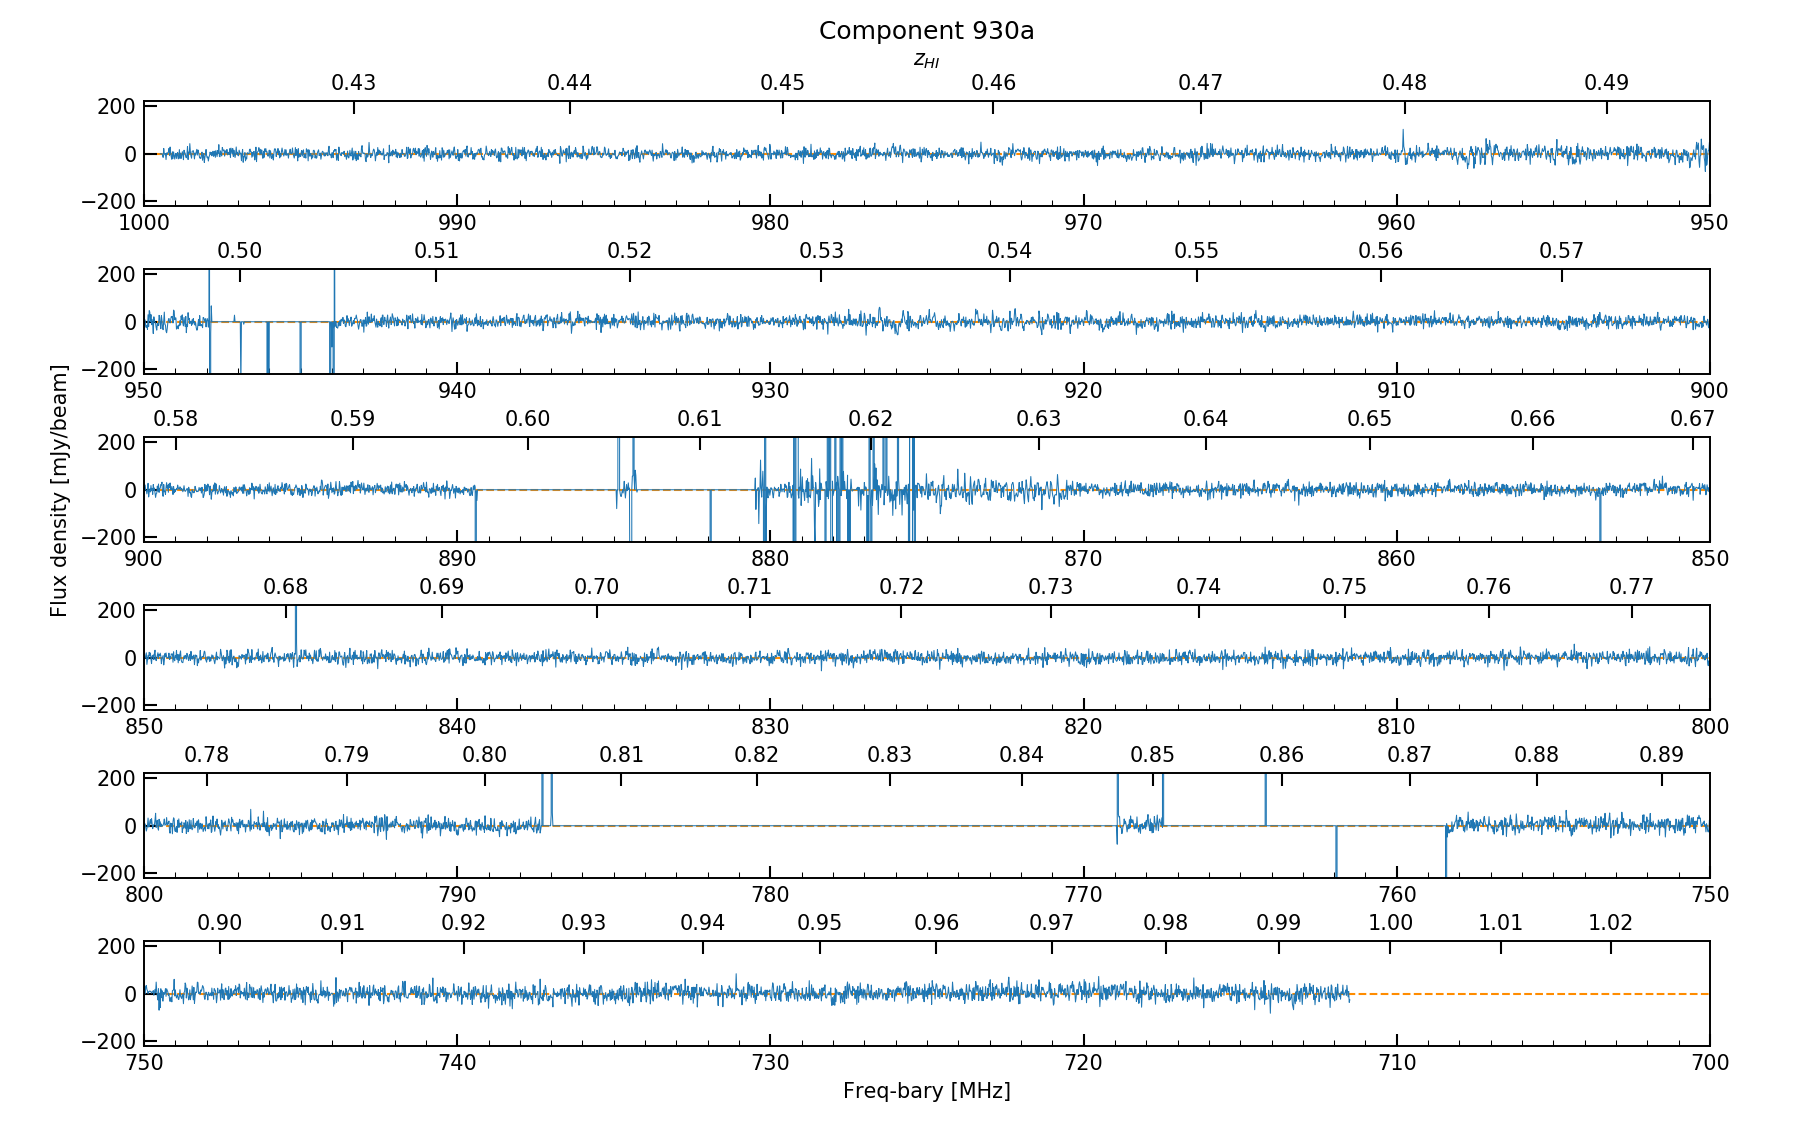 Component 930a
z_HI
0.43 0.44 0.45 0.46 0.47 0.48 0.49
200
0
−200
1000 990 980 970 960 950
0.50 0.51 0.52 0.53 0.54 0.55 0.56 0.57
200
0
−200
950 940 930 920 910 900
0.58 0.59 0.60 0.61 0.62 0.63 0.64 0.65 0.66 0.67
200
0
−200
900 890 880 870 860 850
Flux density [mJy/beam]
0.68 0.69 0.70 0.71 0.72 0.73 0.74 0.75 0.76 0.77
200
0
−200
850 840 830 820 810 800
0.78 0.79 0.80 0.81 0.82 0.83 0.84 0.85 0.86 0.87 0.88 0.89
200
0
−200
800 790 780 770 760 750
0.90 0.91 0.92 0.93 0.94 0.95 0.96 0.97 0.98 0.99 1.00 1.01 1.02
200
0
−200
750 740 730 720 710 700
Freq-bary [MHz]